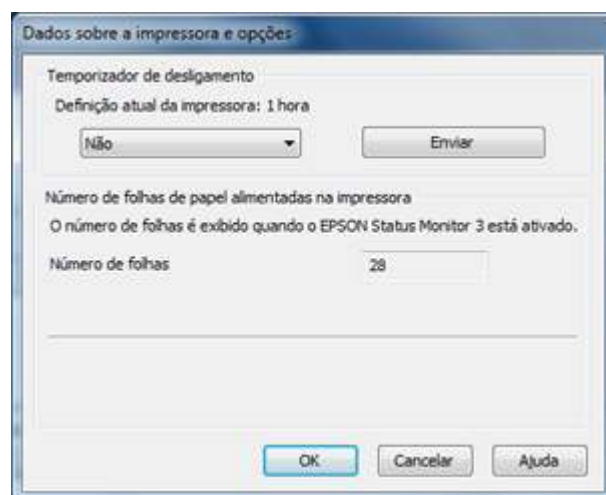 Dados sobre a impressora e opções
Temporizador de desligamento
Definição atual da impressora: 1 hora
Não
Enviar
Número de folhas de papel alimentadas na impressora
O número de folhas é exibido quando o EPSON Status Monitor 3 está ativado.
Número de folhas 28
OK Cancelar Ajuda